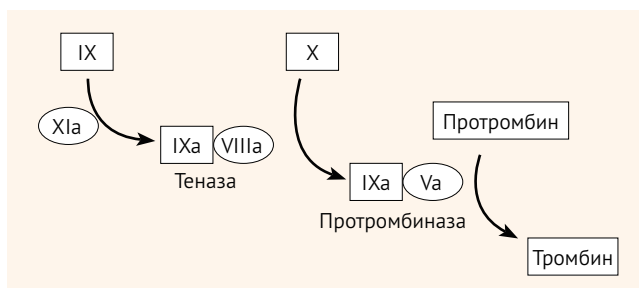 IX
X
XIa
Протромбин
IXa VIIIa
Теназа
IXa Va
Протромбиназа
Тромбин